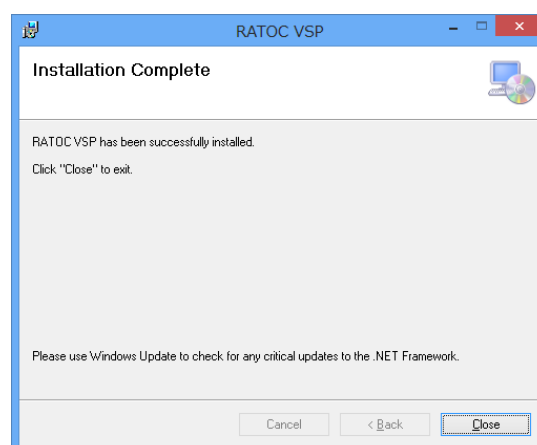 RATOC VSP
Installation Complete
RATOC VSP has been successfully installed.
Click "Close" to exit.
Please use Windows Update to check for any critical updates to the .NET Framework.
Cancel
< Back
Close